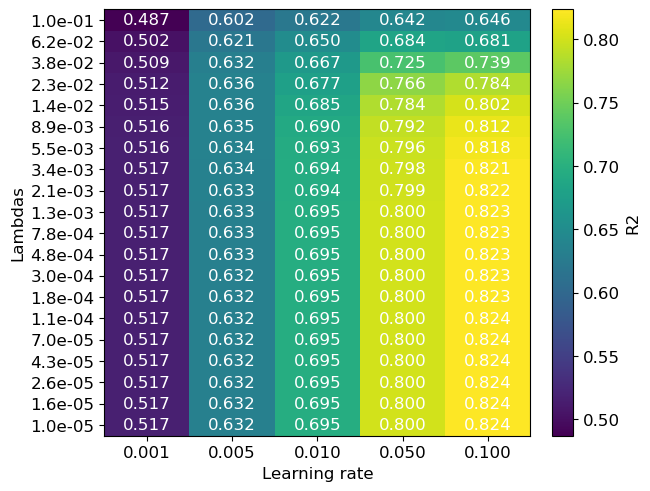 1.0e-01 0.487 0.602 0.622 0.642 0.646
6.2e-02 0.502 0.621 0.650 0.684 0.681
3.8e-02 0.509 0.632 0.667 0.725 0.739
2.3e-02 0.512 0.636 0.677 0.766 0.784
1.4e-02 0.515 0.636 0.685 0.784 0.802
8.9e-03 0.516 0.635 0.690 0.792 0.812
5.5e-03 0.516 0.634 0.693 0.796 0.818
3.4e-03 0.517 0.634 0.694 0.798 0.821
2.1e-03 0.517 0.633 0.694 0.799 0.822
1.3e-03 0.517 0.633 0.695 0.800 0.823
7.8e-04 0.517 0.633 0.695 0.800 0.823
4.8e-04 0.517 0.633 0.695 0.800 0.823
3.0e-04 0.517 0.632 0.695 0.800 0.823
1.8e-04 0.517 0.632 0.695 0.800 0.823
1.1e-04 0.517 0.632 0.695 0.800 0.824
7.0e-05 0.517 0.632 0.695 0.800 0.824
4.3e-05 0.517 0.632 0.695 0.800 0.824
2.6e-05 0.517 0.632 0.695 0.800 0.824
1.6e-05 0.517 0.632 0.695 0.800 0.824
1.0e-05 0.517 0.632 0.695 0.800 0.824
0.001 0.005 0.010 0.050 0.100
Learning rate
Lambdas
0.80
0.75
0.70
0.65
0.60
0.55
0.50
R2